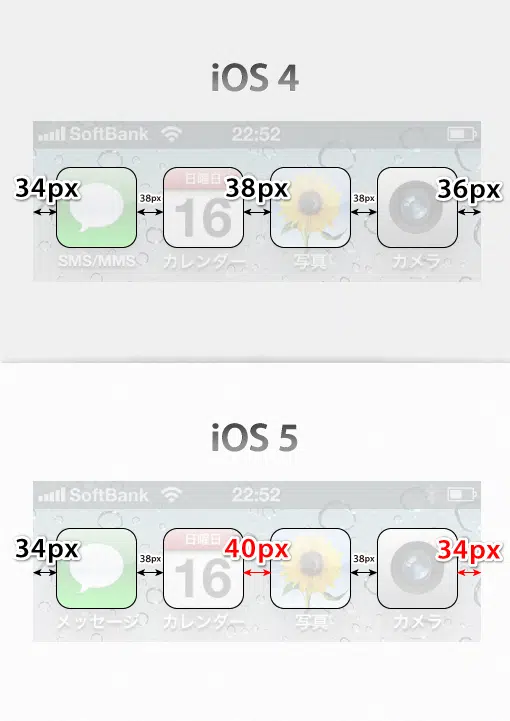 iOS 4
SoftBank 22:52
34px 38px 38px 38px 36px
日曜日
16
SMS/MMS カレンダー 写真 カメラ
iOS 5
SoftBank 22:52
34px 38px 40px 38px 34px
日曜日
16
メッセージ カレンダー 写真 カメラ